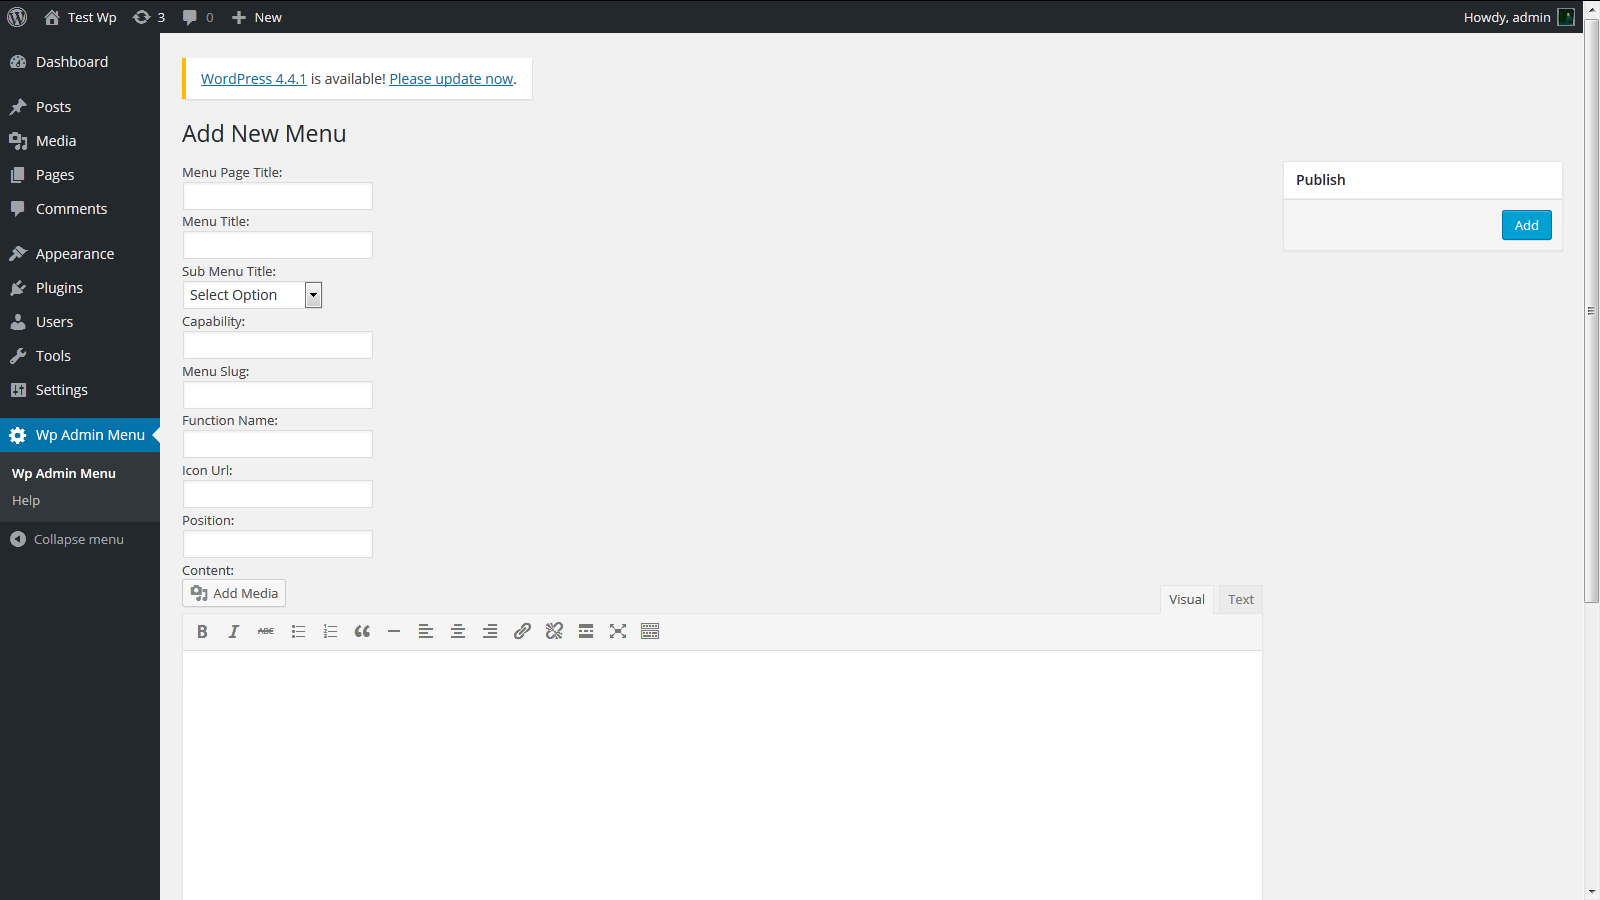 Test Wp 3 0 New Howdy, admin
Dashboard
Posts
Media
Pages
Comments
Appearance
Plugins
Users
Tools
Settings
Wp Admin Menu
Wp Admin Menu
Help
Collapse menu
WordPress 4.4.1 is available! Please update now.
Add New Menu
Menu Page Title:
Menu Title:
Sub Menu Title:
Select Option
Capability:
Menu Slug:
Function Name:
Icon Url:
Position:
Content:
Add Media
Visual Text
B I ABC
Publish
Add